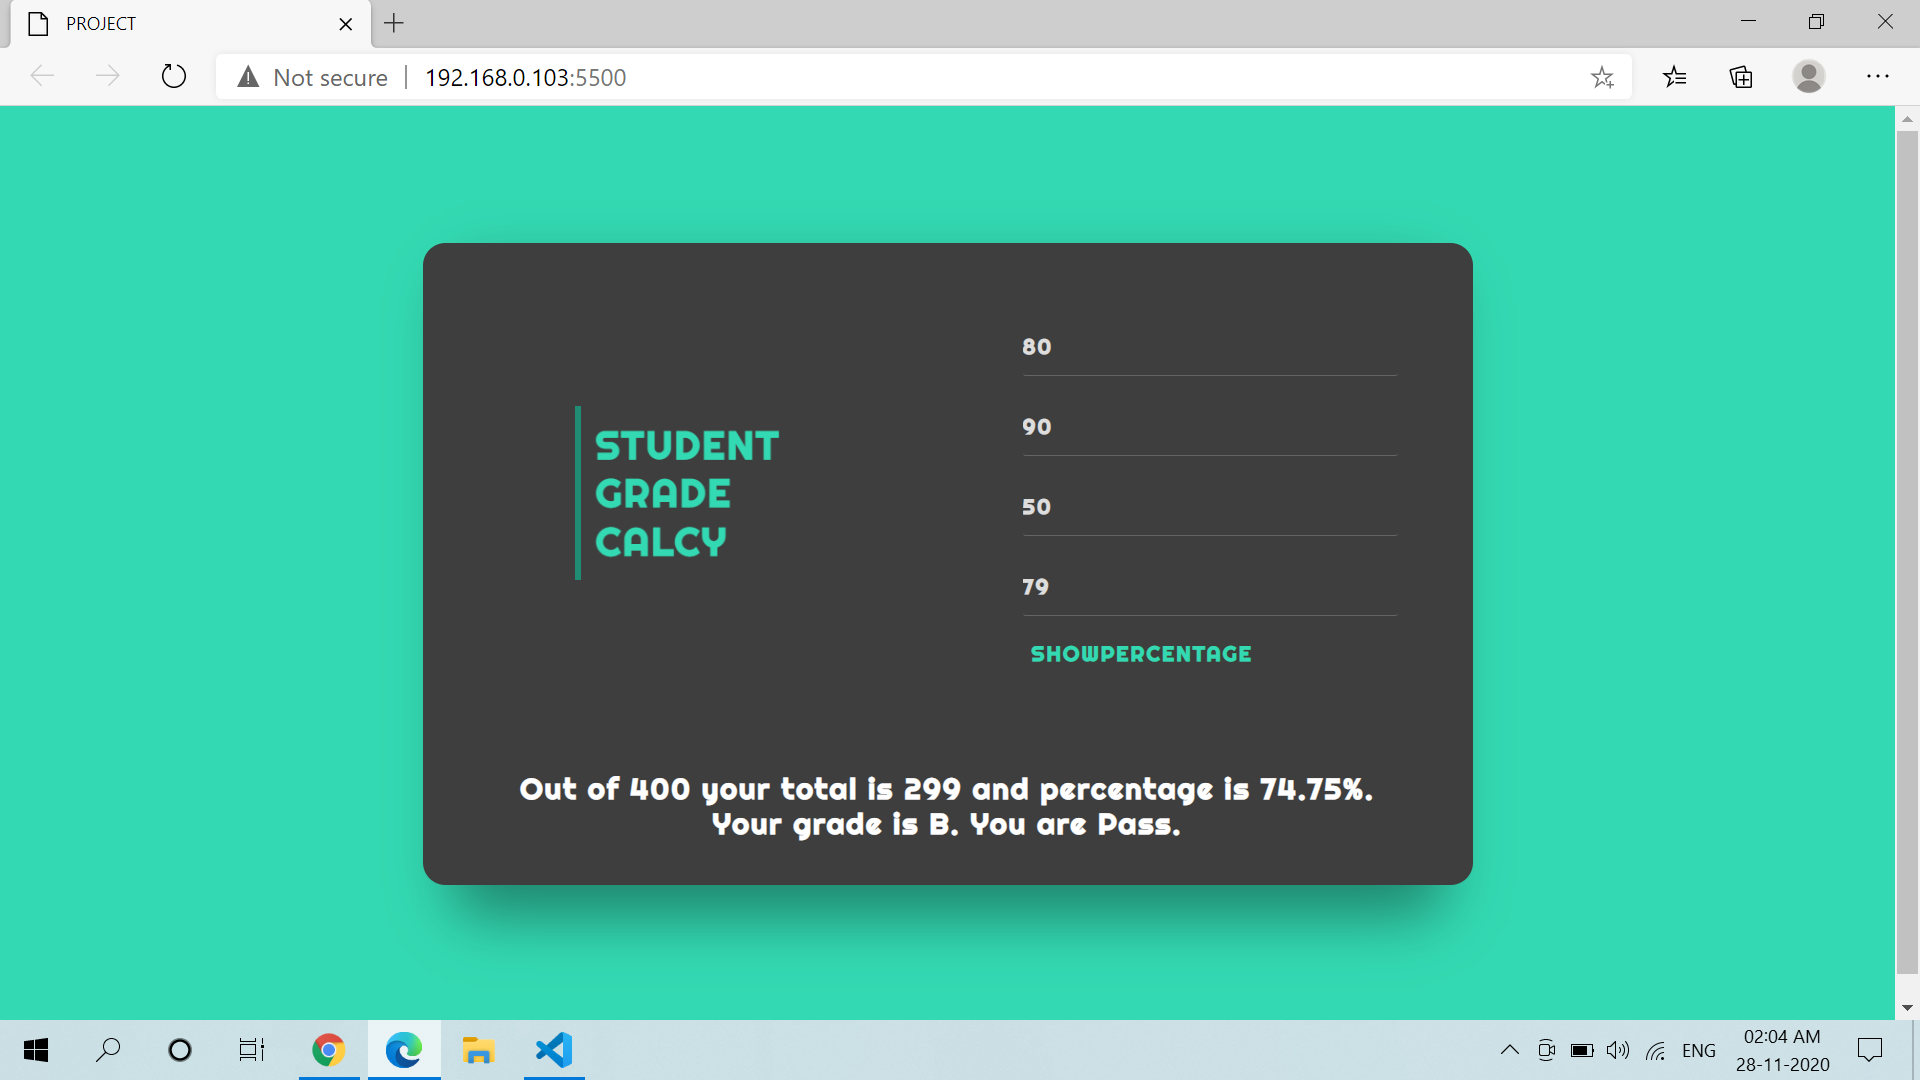 PROJECT
Not secure
192.168.0.103:5500
80
90
STUDENT
GRADE
CALCY
50
79
SHOWPERCENTAGE
Out of 400 your total is 299 and percentage is 74.75%.
Your grade is B. You are Pass.
ENG
02:04 AM
28-11-2020